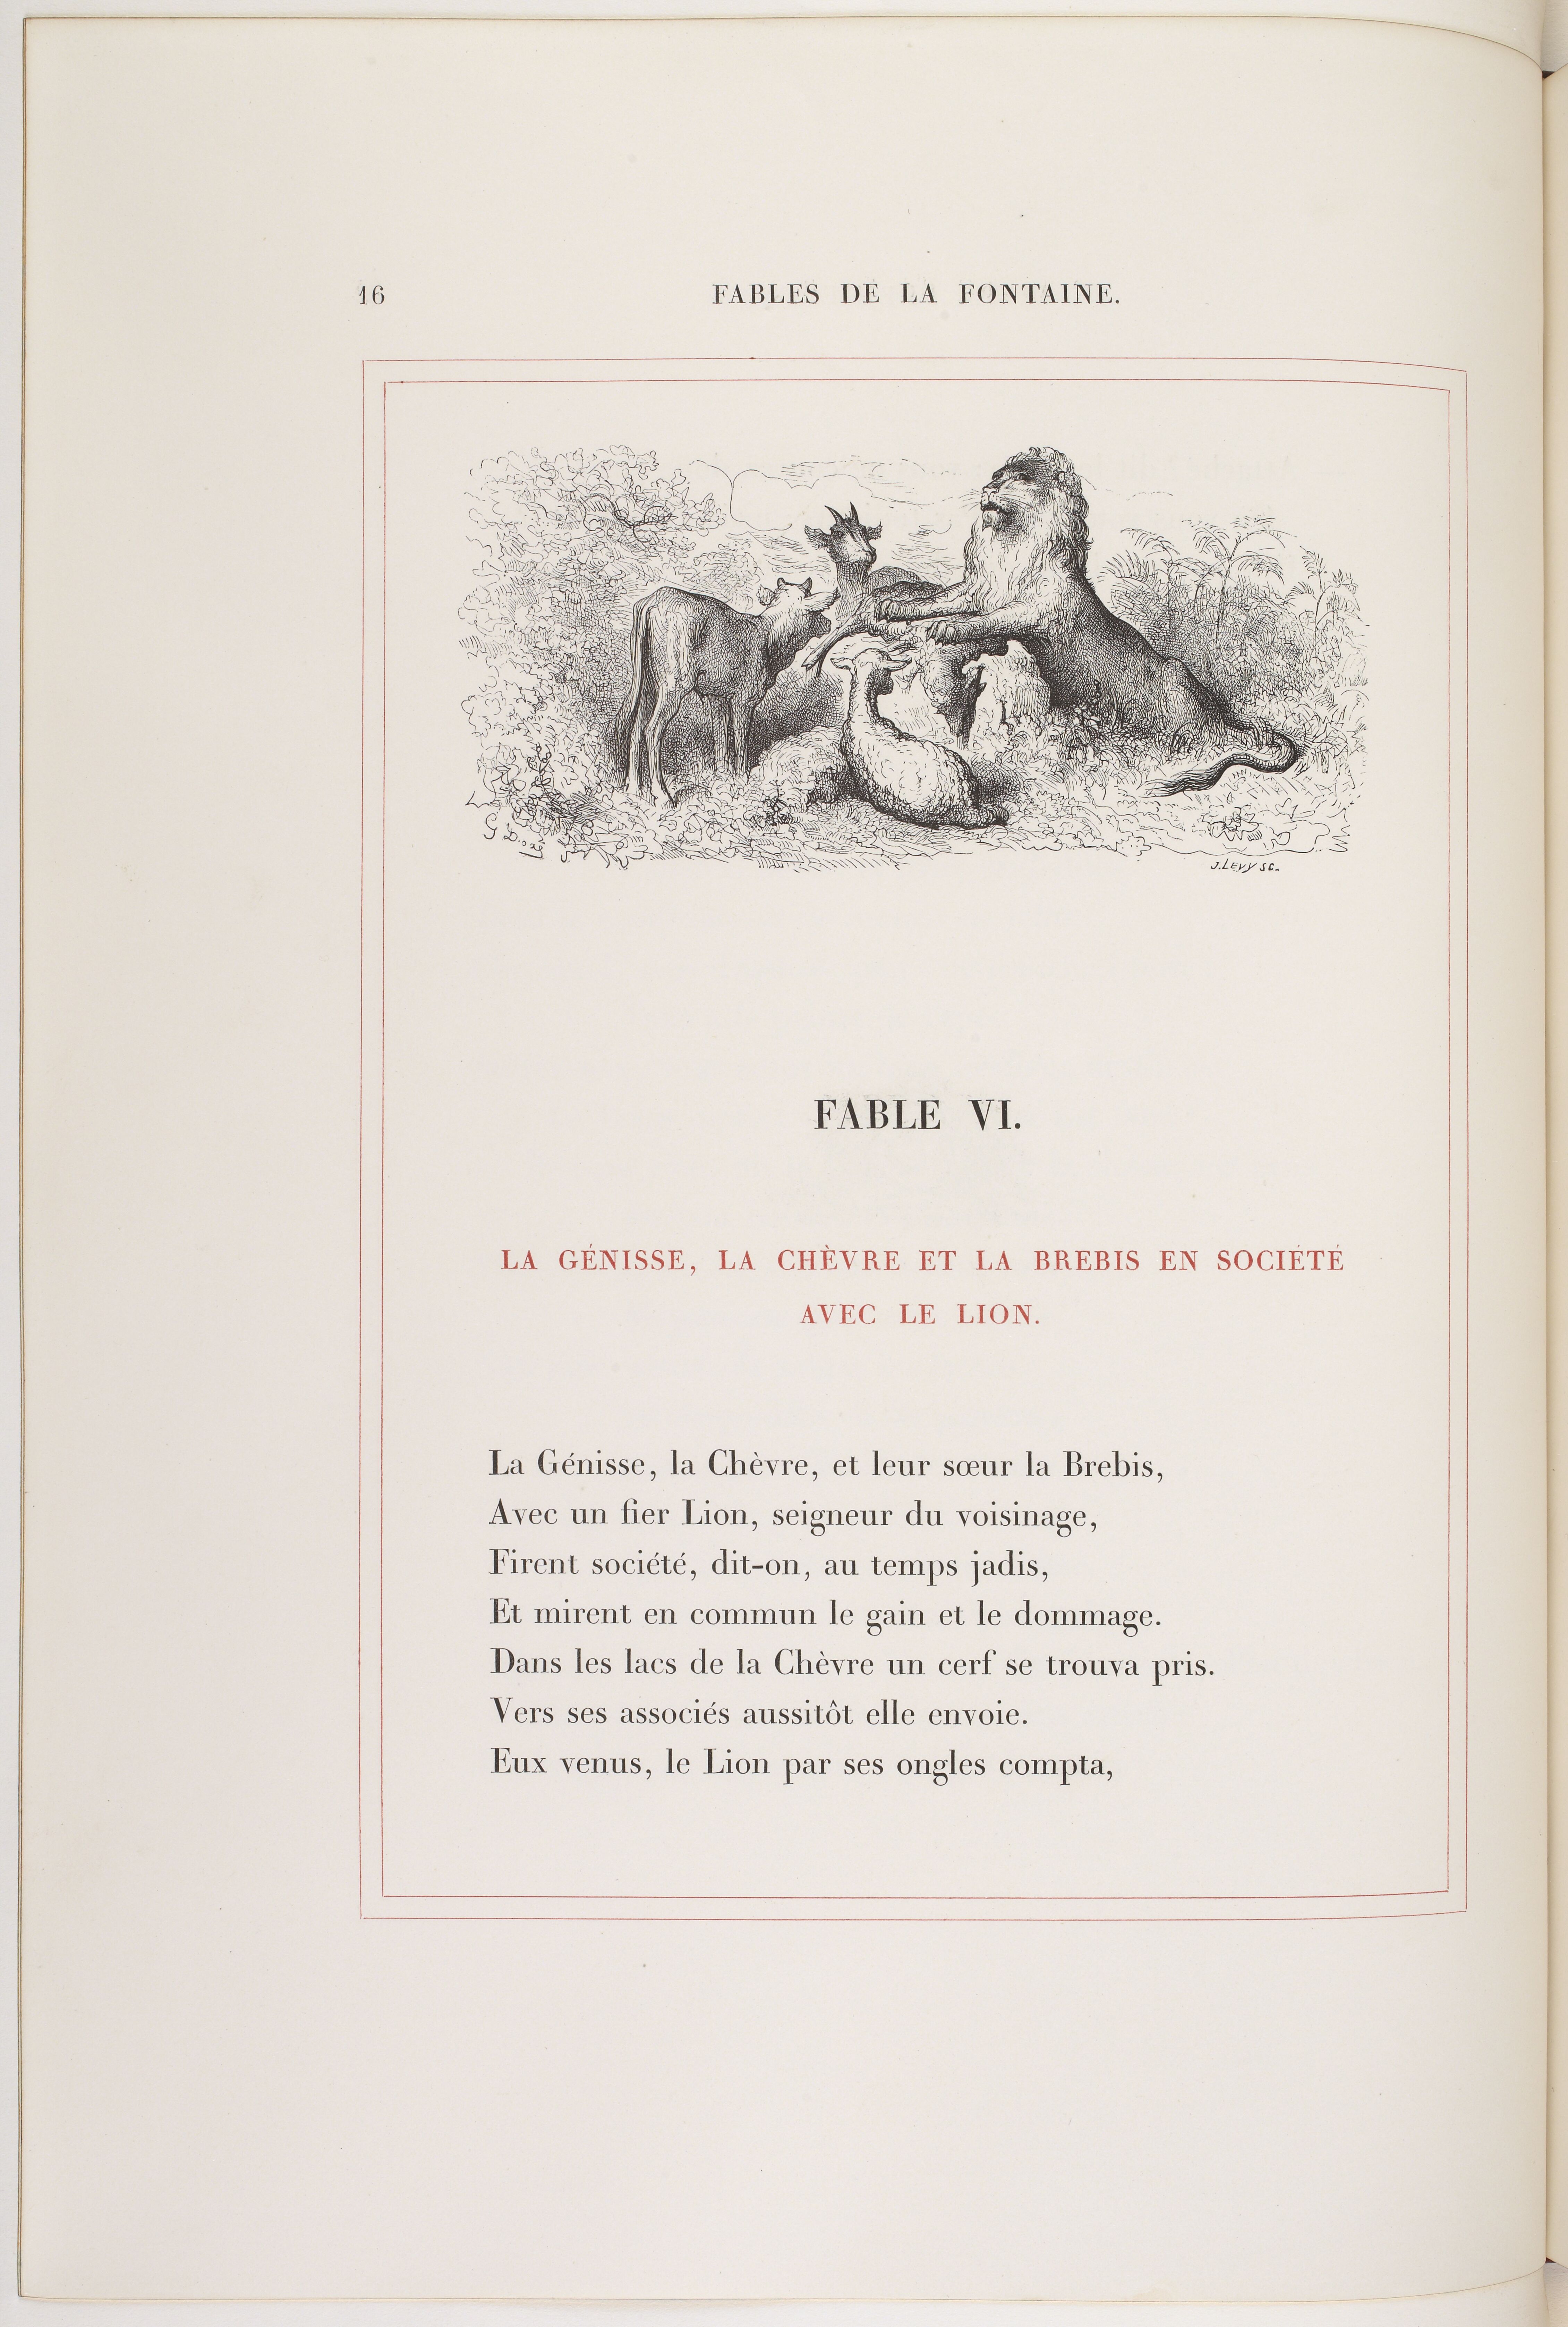 16
FABLES DE LA FONTAINE.
G Doré
J. LEVY SC.
FABLE VI.
LA GÉNISSE, LA CHÈVRE ET LA BREBIS EN SOCIÉTÉ
AVEC LE LION.
La Génisse, la Chèvre, et leur sœur la Brebis,
Avec un fier Lion, seigneur du voisinage,
Firent société, dit-on, au temps jadis,
Et mirent en commun le gain et le dommage.
Dans les lacs de la Chèvre un cerf se trouva pris.
Vers ses associés aussitôt elle envoie.
Eux venus, le Lion par ses ongles compta,